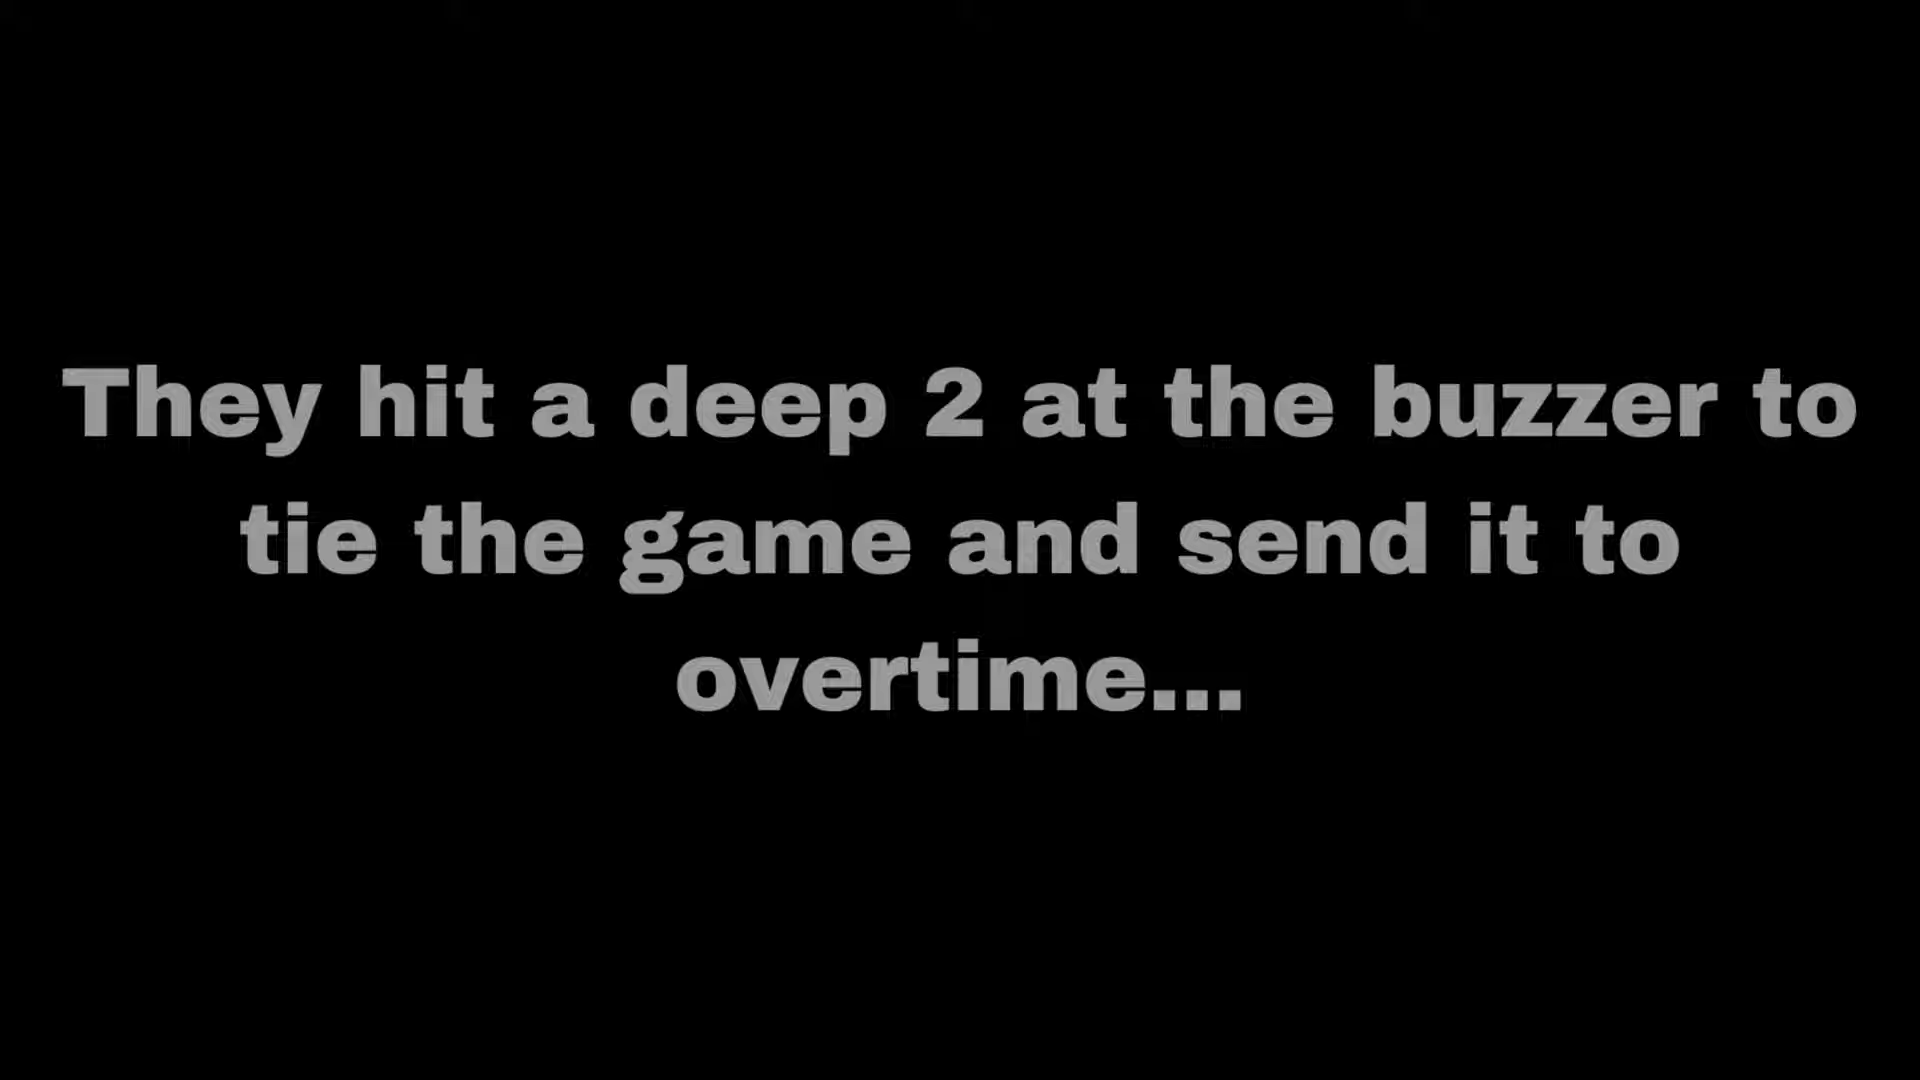 They hit a deep 2 at the buzzer to
tie the game and send it to
overtime...